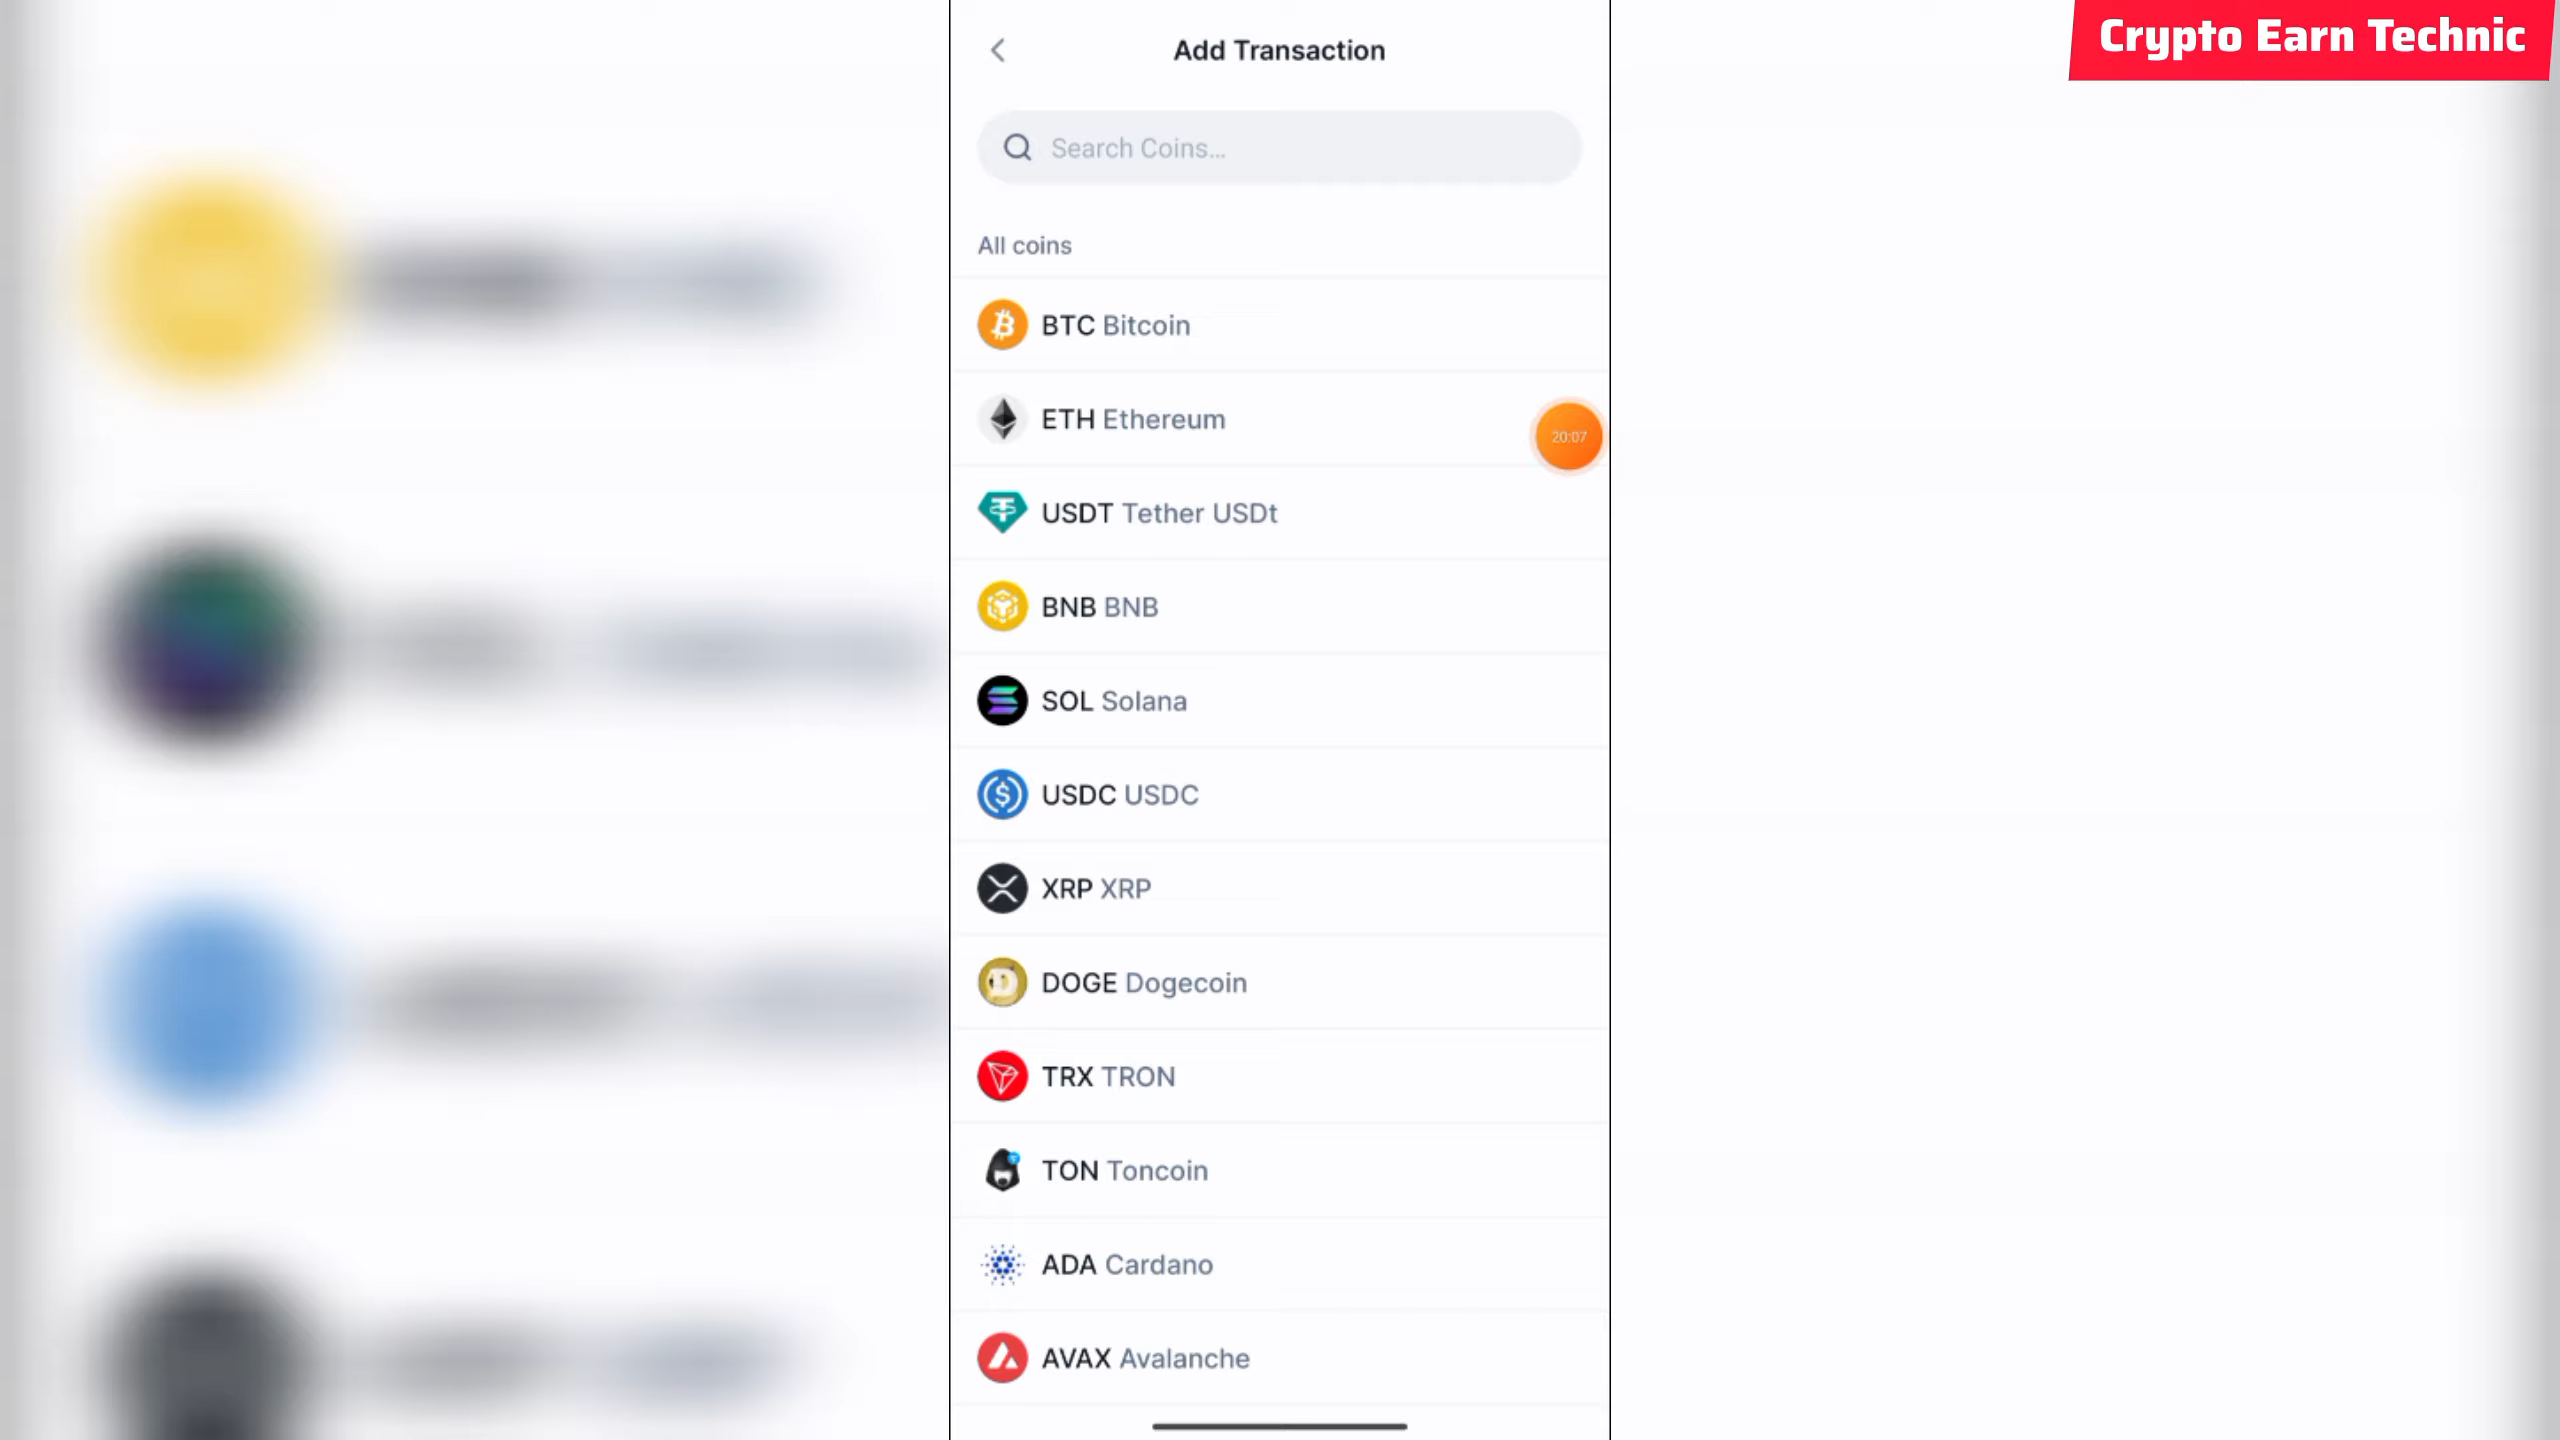 Crypto Earn Technic
Add Transaction
Search Coins...
All coins
BTC Bitcoin
ETH Ethereum
20:07
USDT Tether USDt
BNB BNB
SOL Solana
USDC USDC
XRP XRP
DOGE Dogecoin
TRX TRON
TON Toncoin
ADA Cardano
AVAX Avalanche